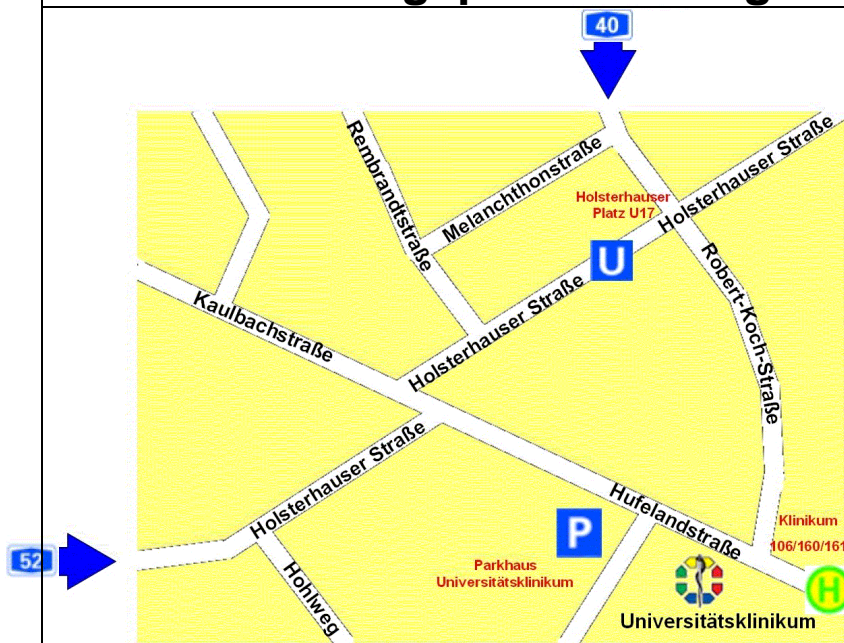 40
Rembrandtstraße
Melanchthonstraße
Holsterhauser Straße
Holsterhauser
Platz U17
U
Robert-Koch-Straße
Kaulbachstraße
Holsterhauser Straße
Holsterhauser Straße
Hufelandstraße
P
Klinikum
106/160/161
52
Hohlweg
Parkhaus
Universitätsklinikum
H
Universitätsklinikum